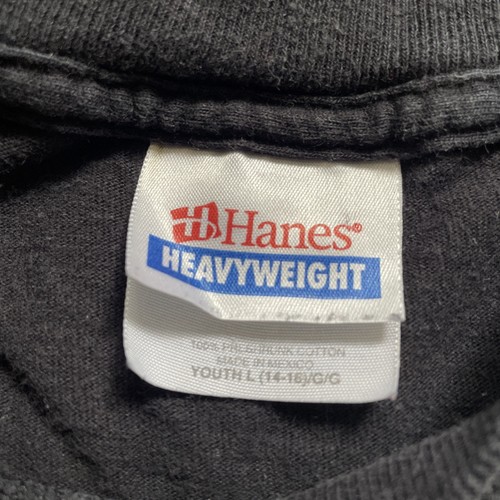 Hanes®
HEAVYWEIGHT
100% PRESHRUNK COTTON
MADE IN MEXICO
YOUTH L (14-16)/G/G